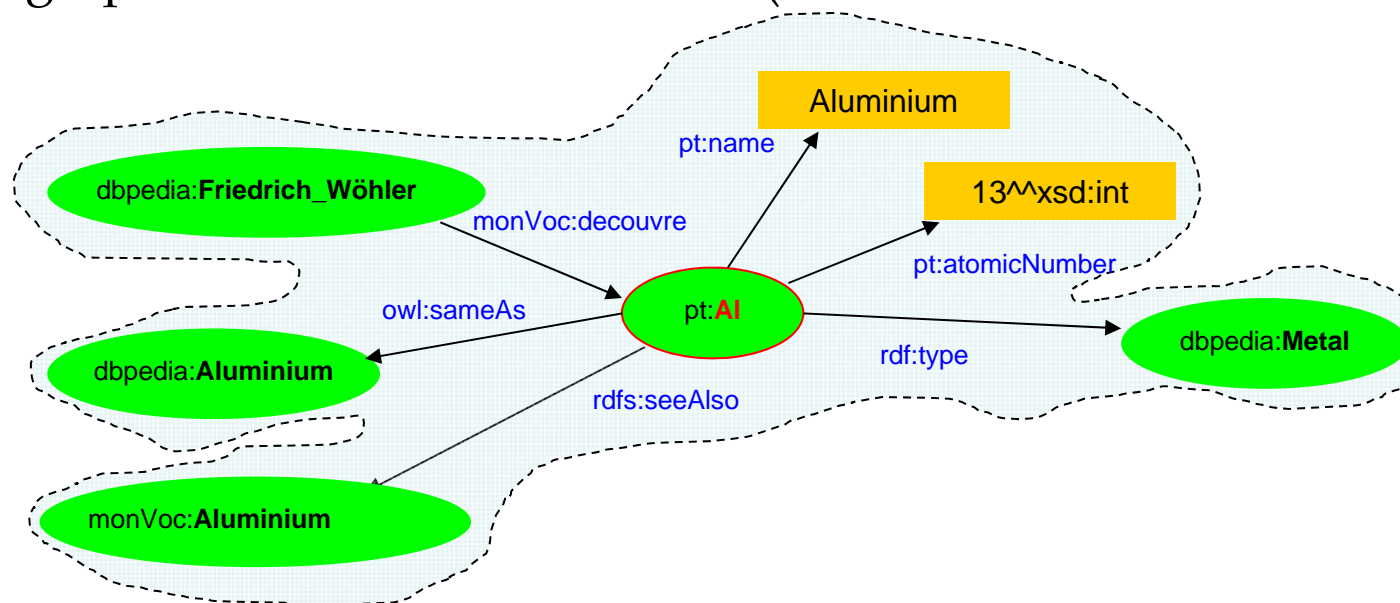 Aluminium
pt:name
13^^xsd:int
dbpedia:Friedrich_Wöhler
monVoc:decouvre
pt:atomicNumber
owl:sameAs
pt:Al
dbpedia:Metal
rdf:type
dbpedia:Aluminium
rdfs:seeAlso
monVoc:Aluminium